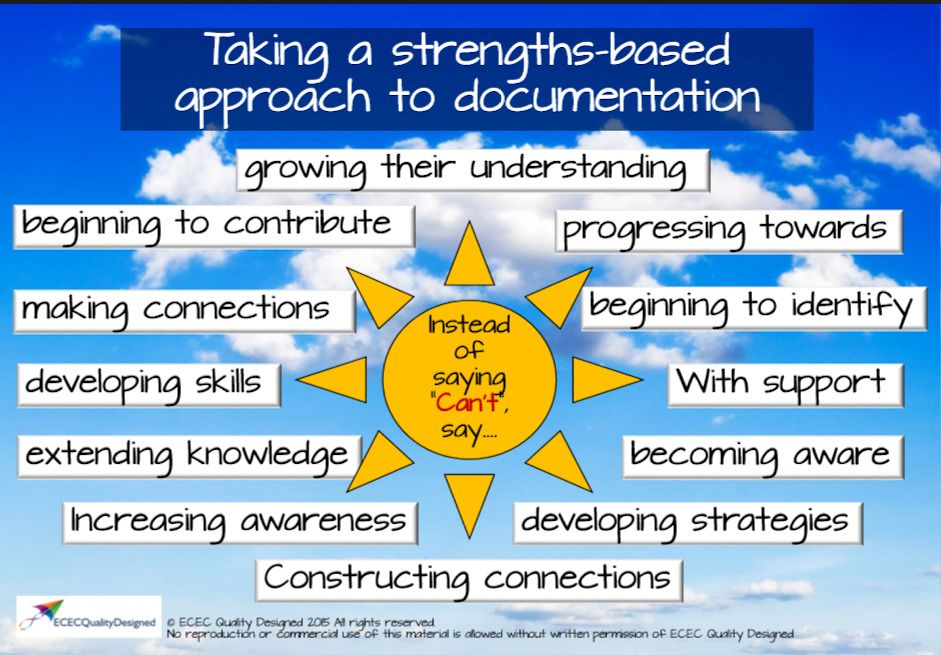 Taking a strengths-based
approach to documentation
growing their understanding
beginning to contribute
progressing towards
making connections
beginning to identify
Instead
of
saying
"Can't",
say....
developing skills
With support
extending knowledge
becoming aware
Increasing awareness
developing strategies
Constructing connections
ECECQualityDesigned
© ECEC Quality Designed 2015 All rights reserved
No reproduction or commercial use of this material is allowed without written permission of ECEC Quality Designed